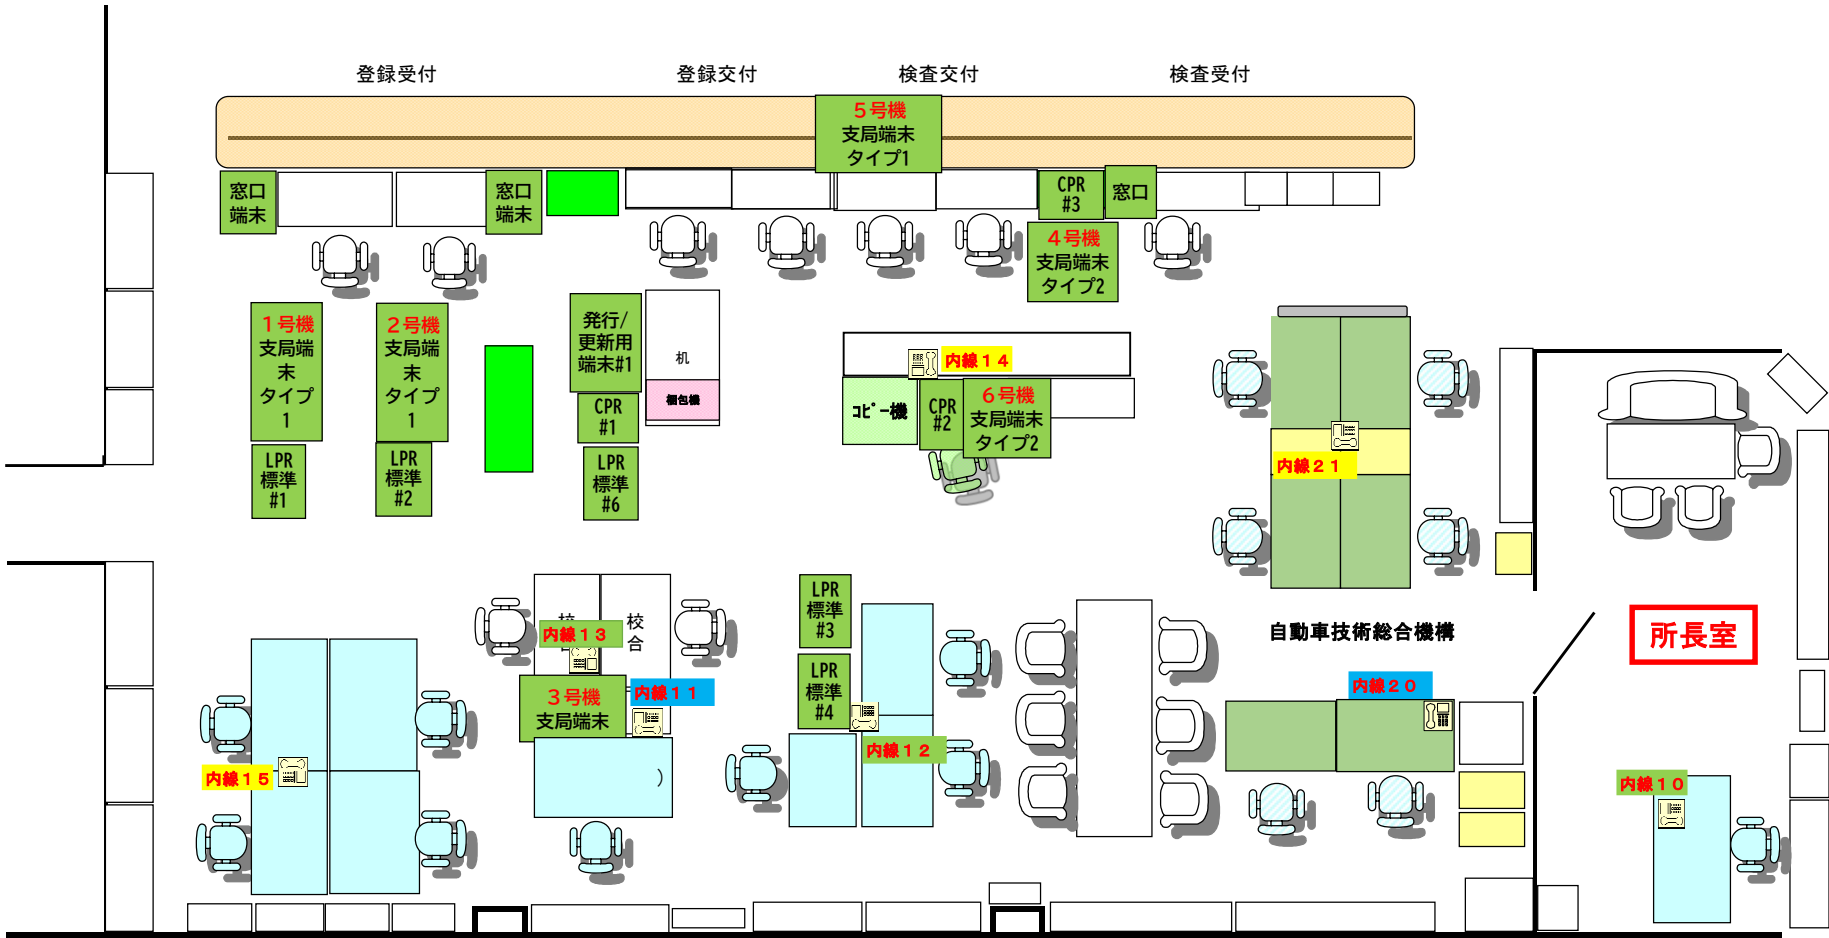 登録受付
登録交付
検査交付
検査受付
5号機
支局端末
タイプ1
窓口
端末
窓口
端末
CPR
#3
窓口
4号機
支局端末
タイプ2
1号機
支局端
末
タイプ
1
LPR
標準
#1
2号機
支局端
末
タイプ
1
LPR
標準
#2
発行/
更新用
端末#1
CPR
#1
LPR
標準
#6
机
梱包機
内線14
コピー機
CPR
#2
6号機
支局端末
タイプ2
内線21
自動車技術総合機構
所長室
校
合
内線13
校
合
3号機
支局端末
内線11
)
LPR
標準
#3
LPR
標準
#4
内線12
内線15
内線20
内線10